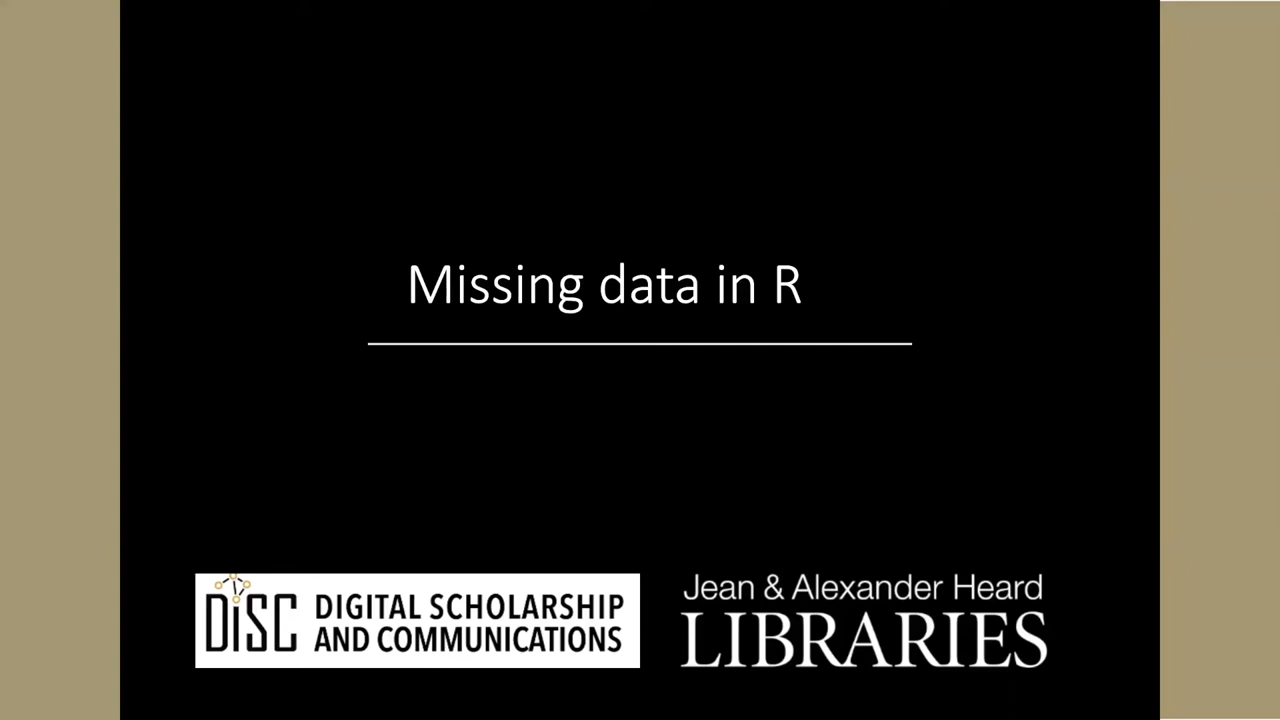 Missing data in R
DiSC DIGITAL SCHOLARSHIP
AND COMMUNICATIONS
Jean & Alexander Heard
LIBRARIES